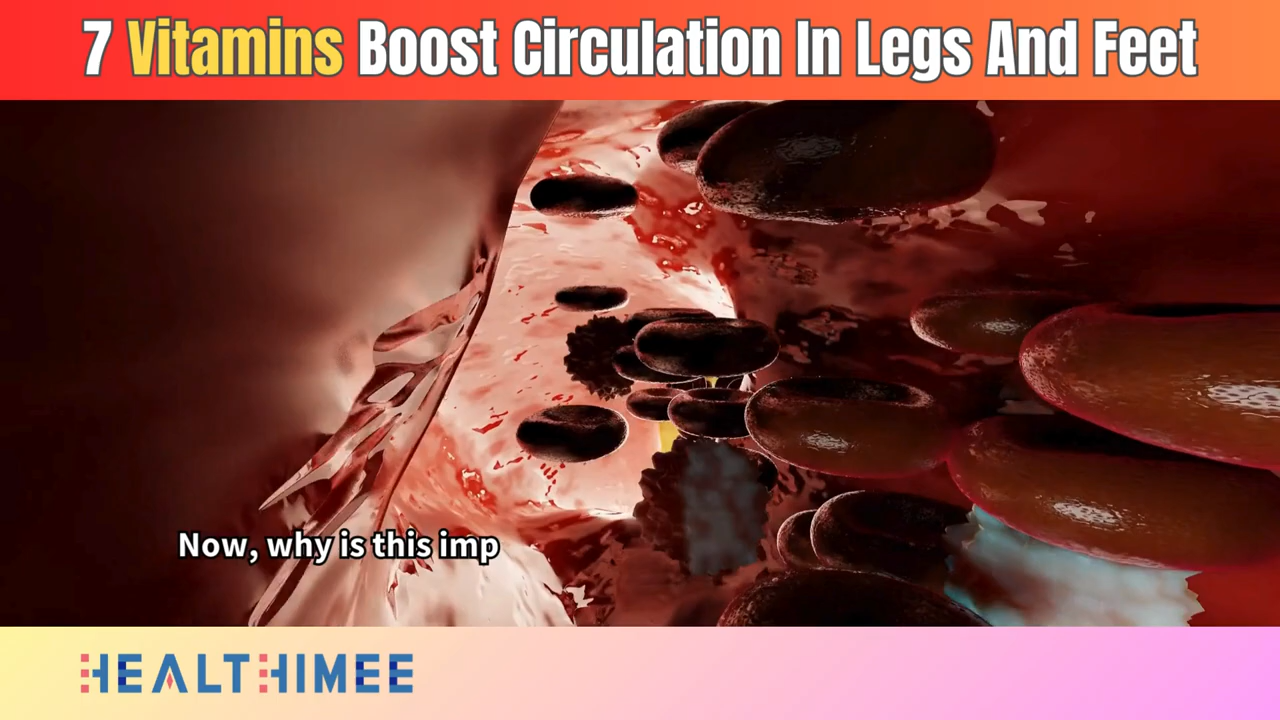 7 Vitamins Boost Circulation In Legs And Feet
Now, why is this imp
HEALTHIMEE